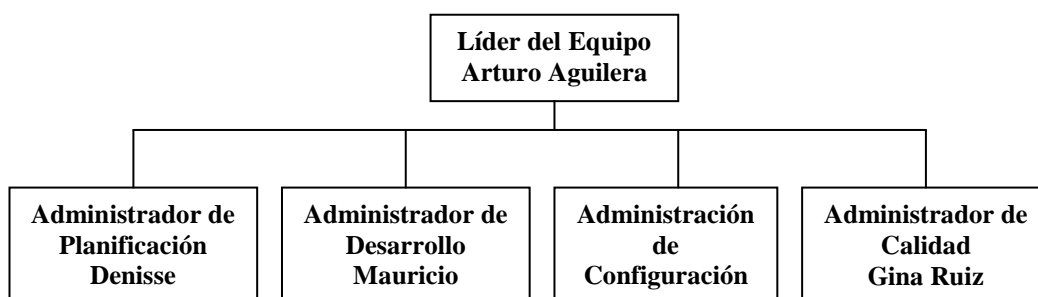 Líder del Equipo
Arturo Aguilera
Administrador de
Planificación
Denisse
Administrador de
Desarrollo
Mauricio
Administración
de
Configuración
Administrador de
Calidad
Gina Ruiz